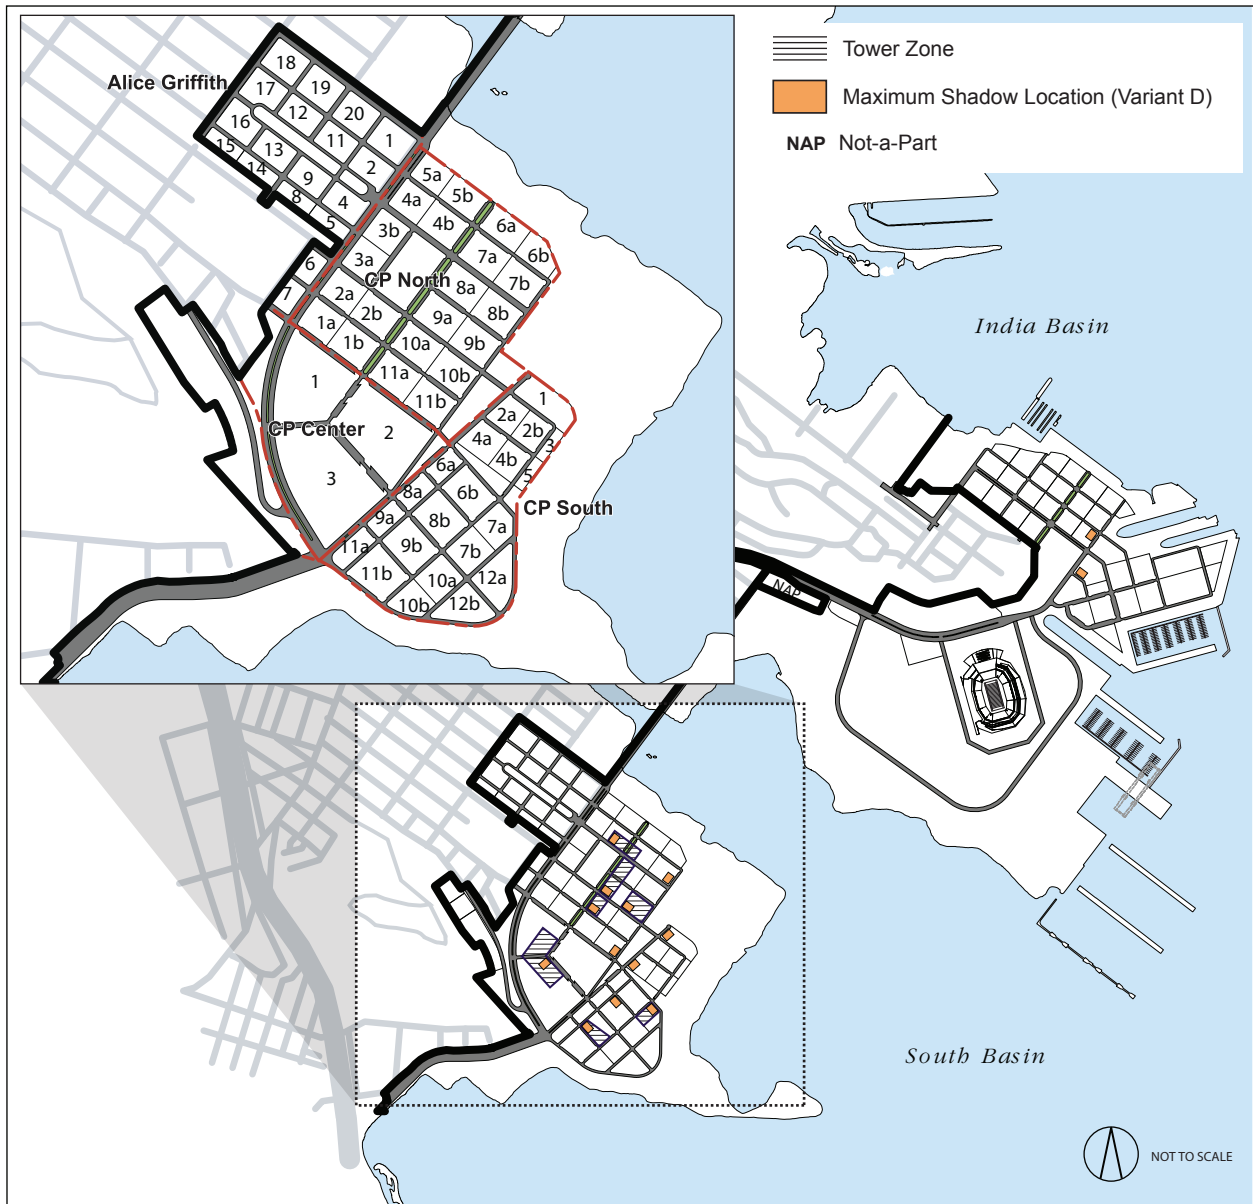 Tower Zone
Maximum Shadow Location (Variant D)
NAP Not-a-Part
Alice Griffith
18
17
19
16
12
20
15
13
11
1
14
9
2
8
4
5
6
7
5a
5b
4a
4b
6a
3b
7a
6b
3a
CP North
8a
7b
2a
2b
9a
8b
1a
1b
10a
9b
11a
10b
11b
1
CP Center
2
3
1
2a
2b
3
4a
4b
5
CP South
6a
6b
8a
7a
9a
8b
11a
9b
7b
11b
10a
12a
10b
12b
India Basin
NAP
South Basin
NOT TO SCALE